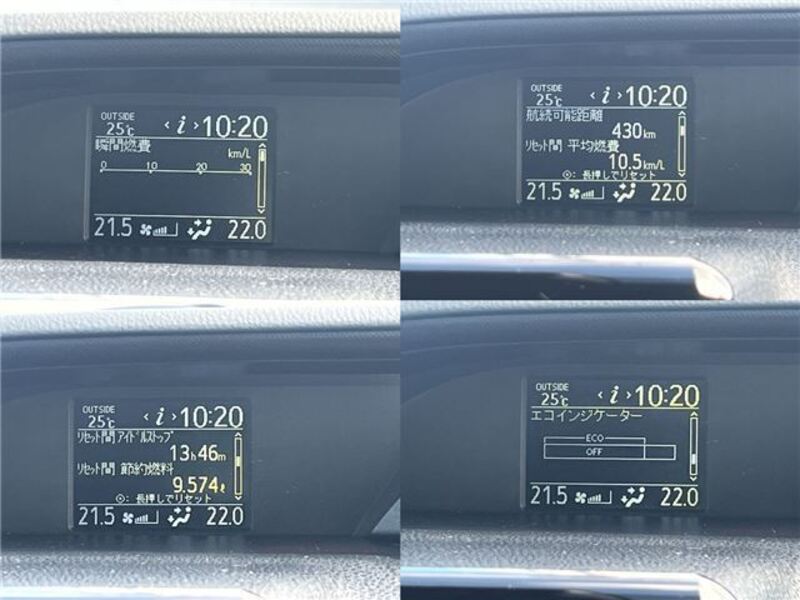 OUTSIDE
25℃ ‹ i › 10:20
瞬間燃費
km/L
0 10 20 30
21.5 22.0
OUTSIDE
25℃ ‹ i › 10:20
航続可能距離
430km
リセット間 平均燃費
10.5km/L
⊙: 長押しでリセット
21.5 22.0
OUTSIDE
25℃ ‹ i › 10:20
リセット間 アイドルストップ
13h46m
リセット間 節約燃料
9.574ℓ
⊙: 長押しでリセット
21.5 22.0
OUTSIDE
25℃ ‹ i › 10:20
エコインジケーター
ECO
OFF
21.5 22.0